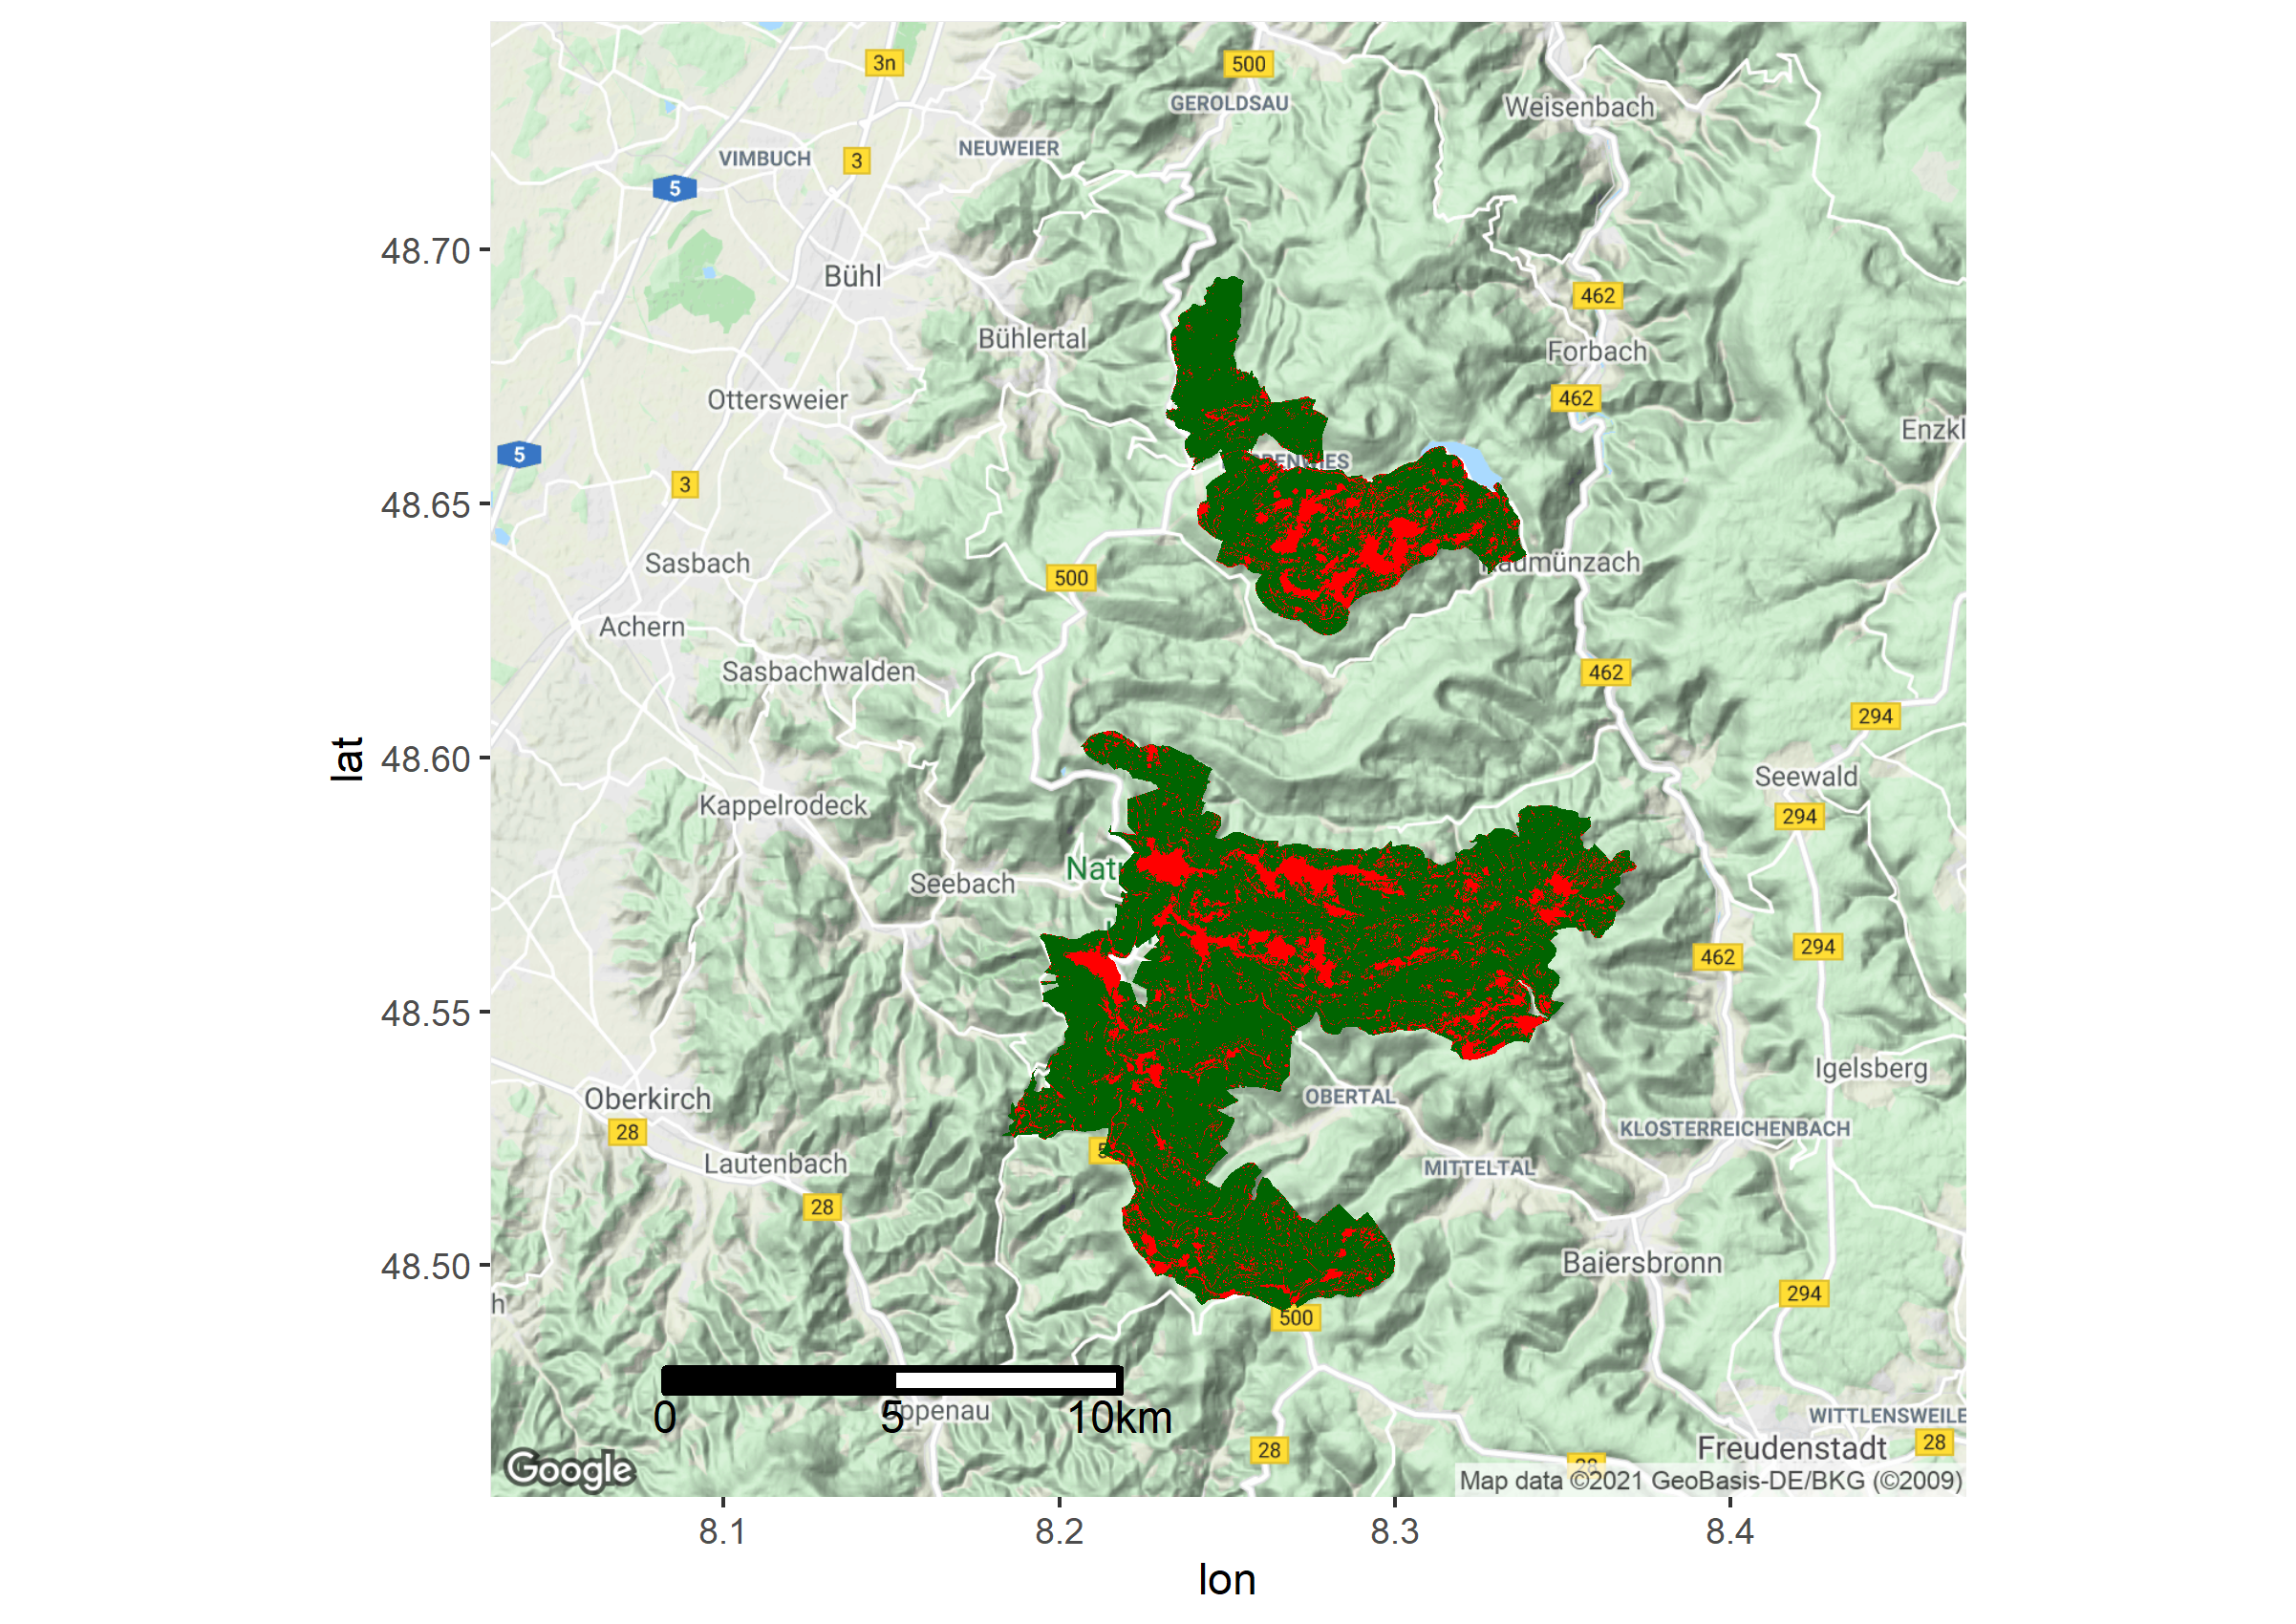 3n
500
GEROLDSAU
Weisenbach
NEUWEIER
VIMBUCH
3
5
48.70
Bühl
462
Bühlertal
Forbach
Ottersweier
462
Enzkl
5
3
48.65
Sasbach
500
Achern
Sasbachwalden
462
294
lat
48.60
Seewald
Kappelrodeck
294
Seebach
462
294
48.55
Igelsberg
Oberkirch
OBERTAL
28
KLOSTERREICHENBACH
Lautenbach
MITTELTAL
28
48.50
Baiersbronn
h
294
500
0
5
10km
ppenau
WITTLENSWEILE
Freudenstadt
28
28
28
Google
Map data ©2021 GeoBasis-DE/BKG (©2009)
8.1
8.2
8.3
8.4
lon